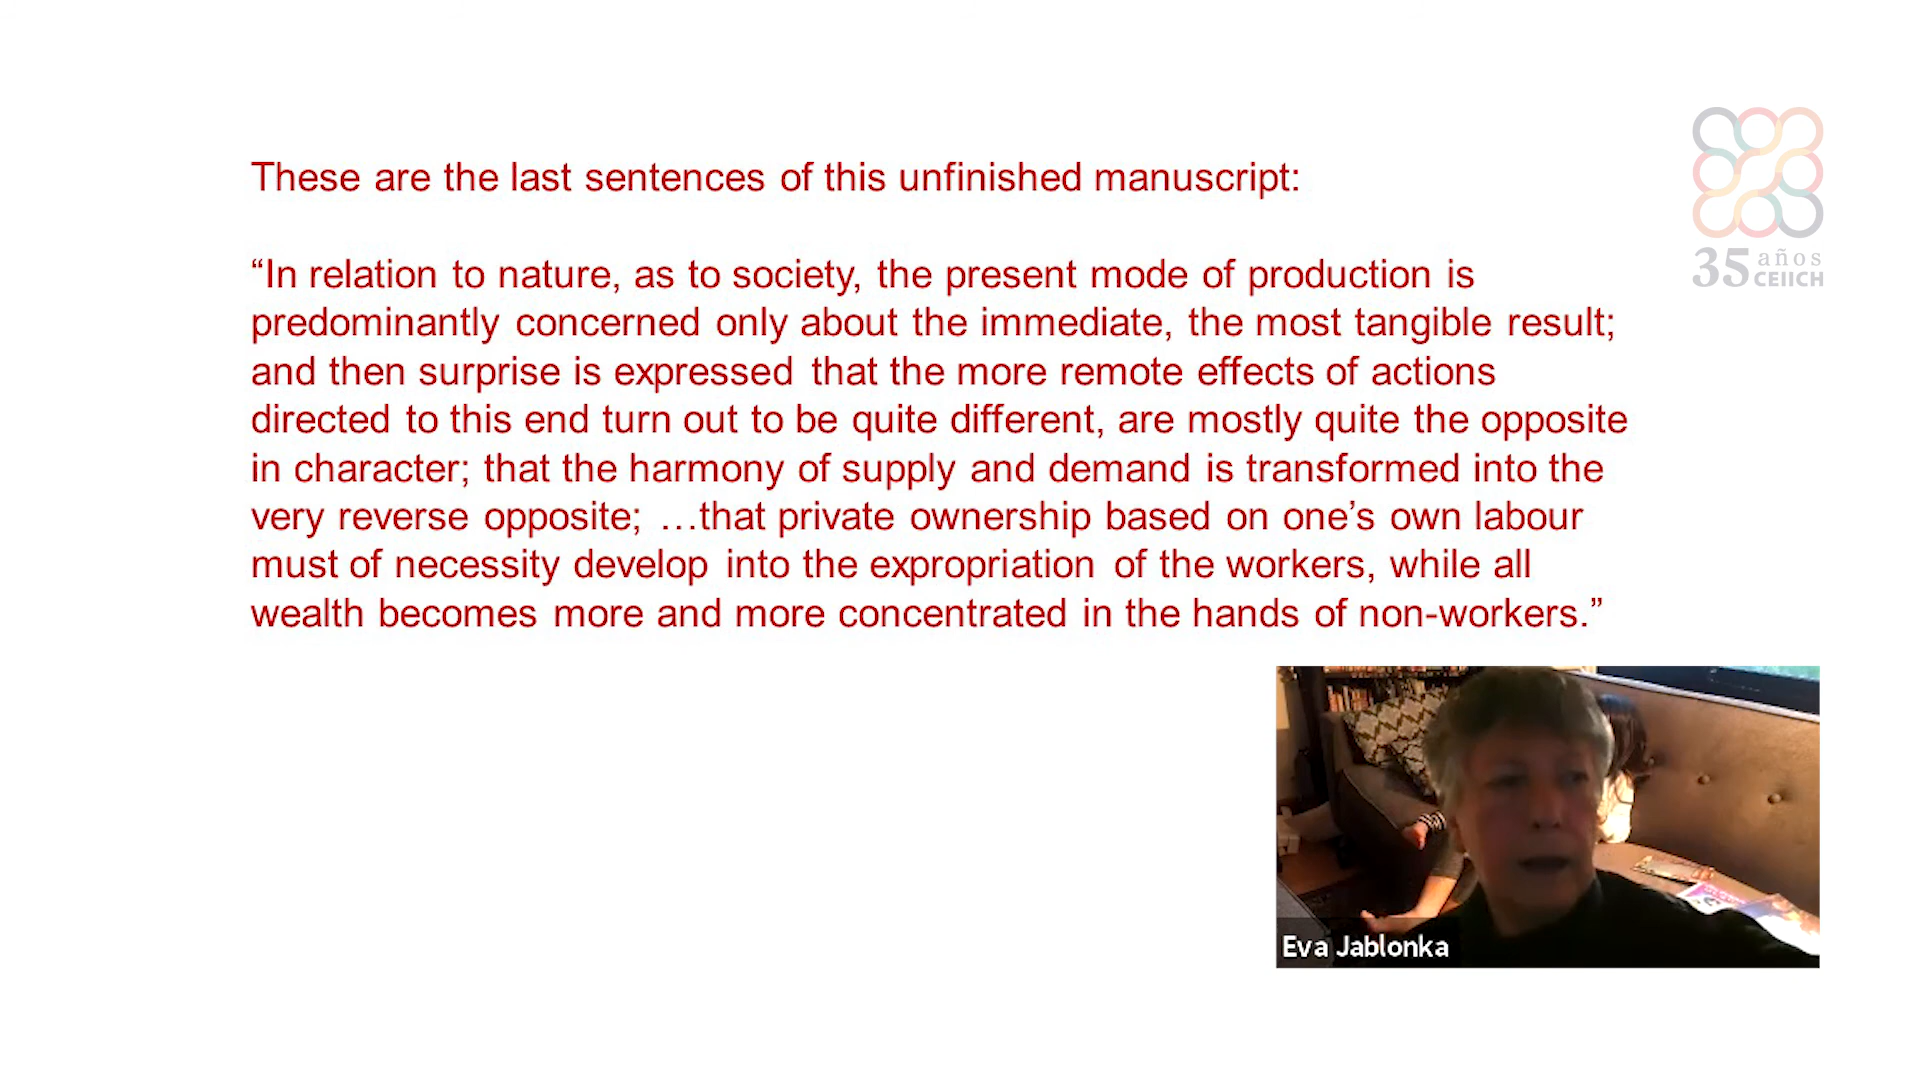 These are the last sentences of this unfinished manuscript:
“In relation to nature, as to society, the present mode of production is
predominantly concerned only about the immediate, the most tangible result;
and then surprise is expressed that the more remote effects of actions
directed to this end turn out to be quite different, are mostly quite the opposite
in character; that the harmony of supply and demand is transformed into the
very reverse opposite; …that private ownership based on one’s own labour
must of necessity develop into the expropriation of the workers, while all
wealth becomes more and more concentrated in the hands of non-workers.”
35 años
CEIICH
Eva Jablonka